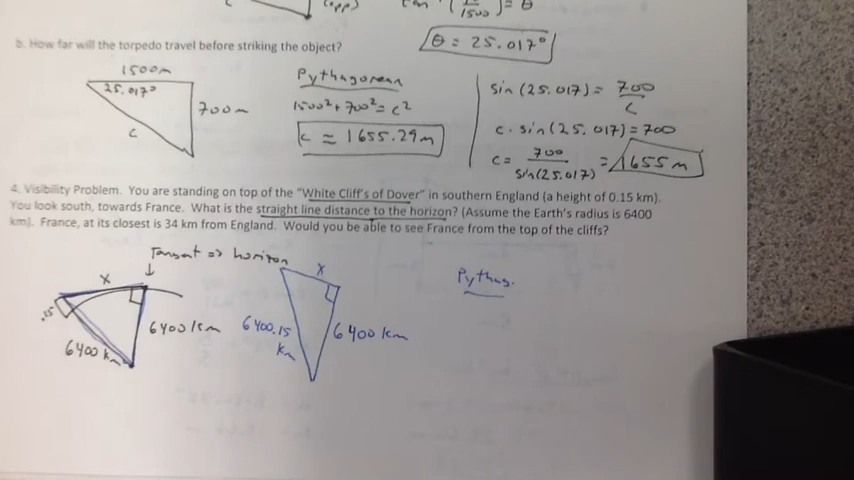 (opp)
tan
1500
= θ
θ = 25.017°
b. How far will the torpedo travel before striking the object?
1500m
25.017°
700m
c
Pythagorean
1500² + 700² = c²
c ≈ 1655.29m
sin (25.017) = 700/c
c · sin (25.017) = 700
c = 700/sin(25.017) = 1655 m
4. Visibility Problem. You are standing on top of the "White Cliff's of Dover" in southern England (a height of 0.15 km).
You look south, towards France. What is the straight line distance to the horizon? (Assume the Earth's radius is 6400
km). France, at its closest is 34 km from England. Would you be able to see France from the top of the cliffs?
Tangent => horizon
x
.15
6400 km
6400 km
x
6400.15
km
6400 km
Pythag.